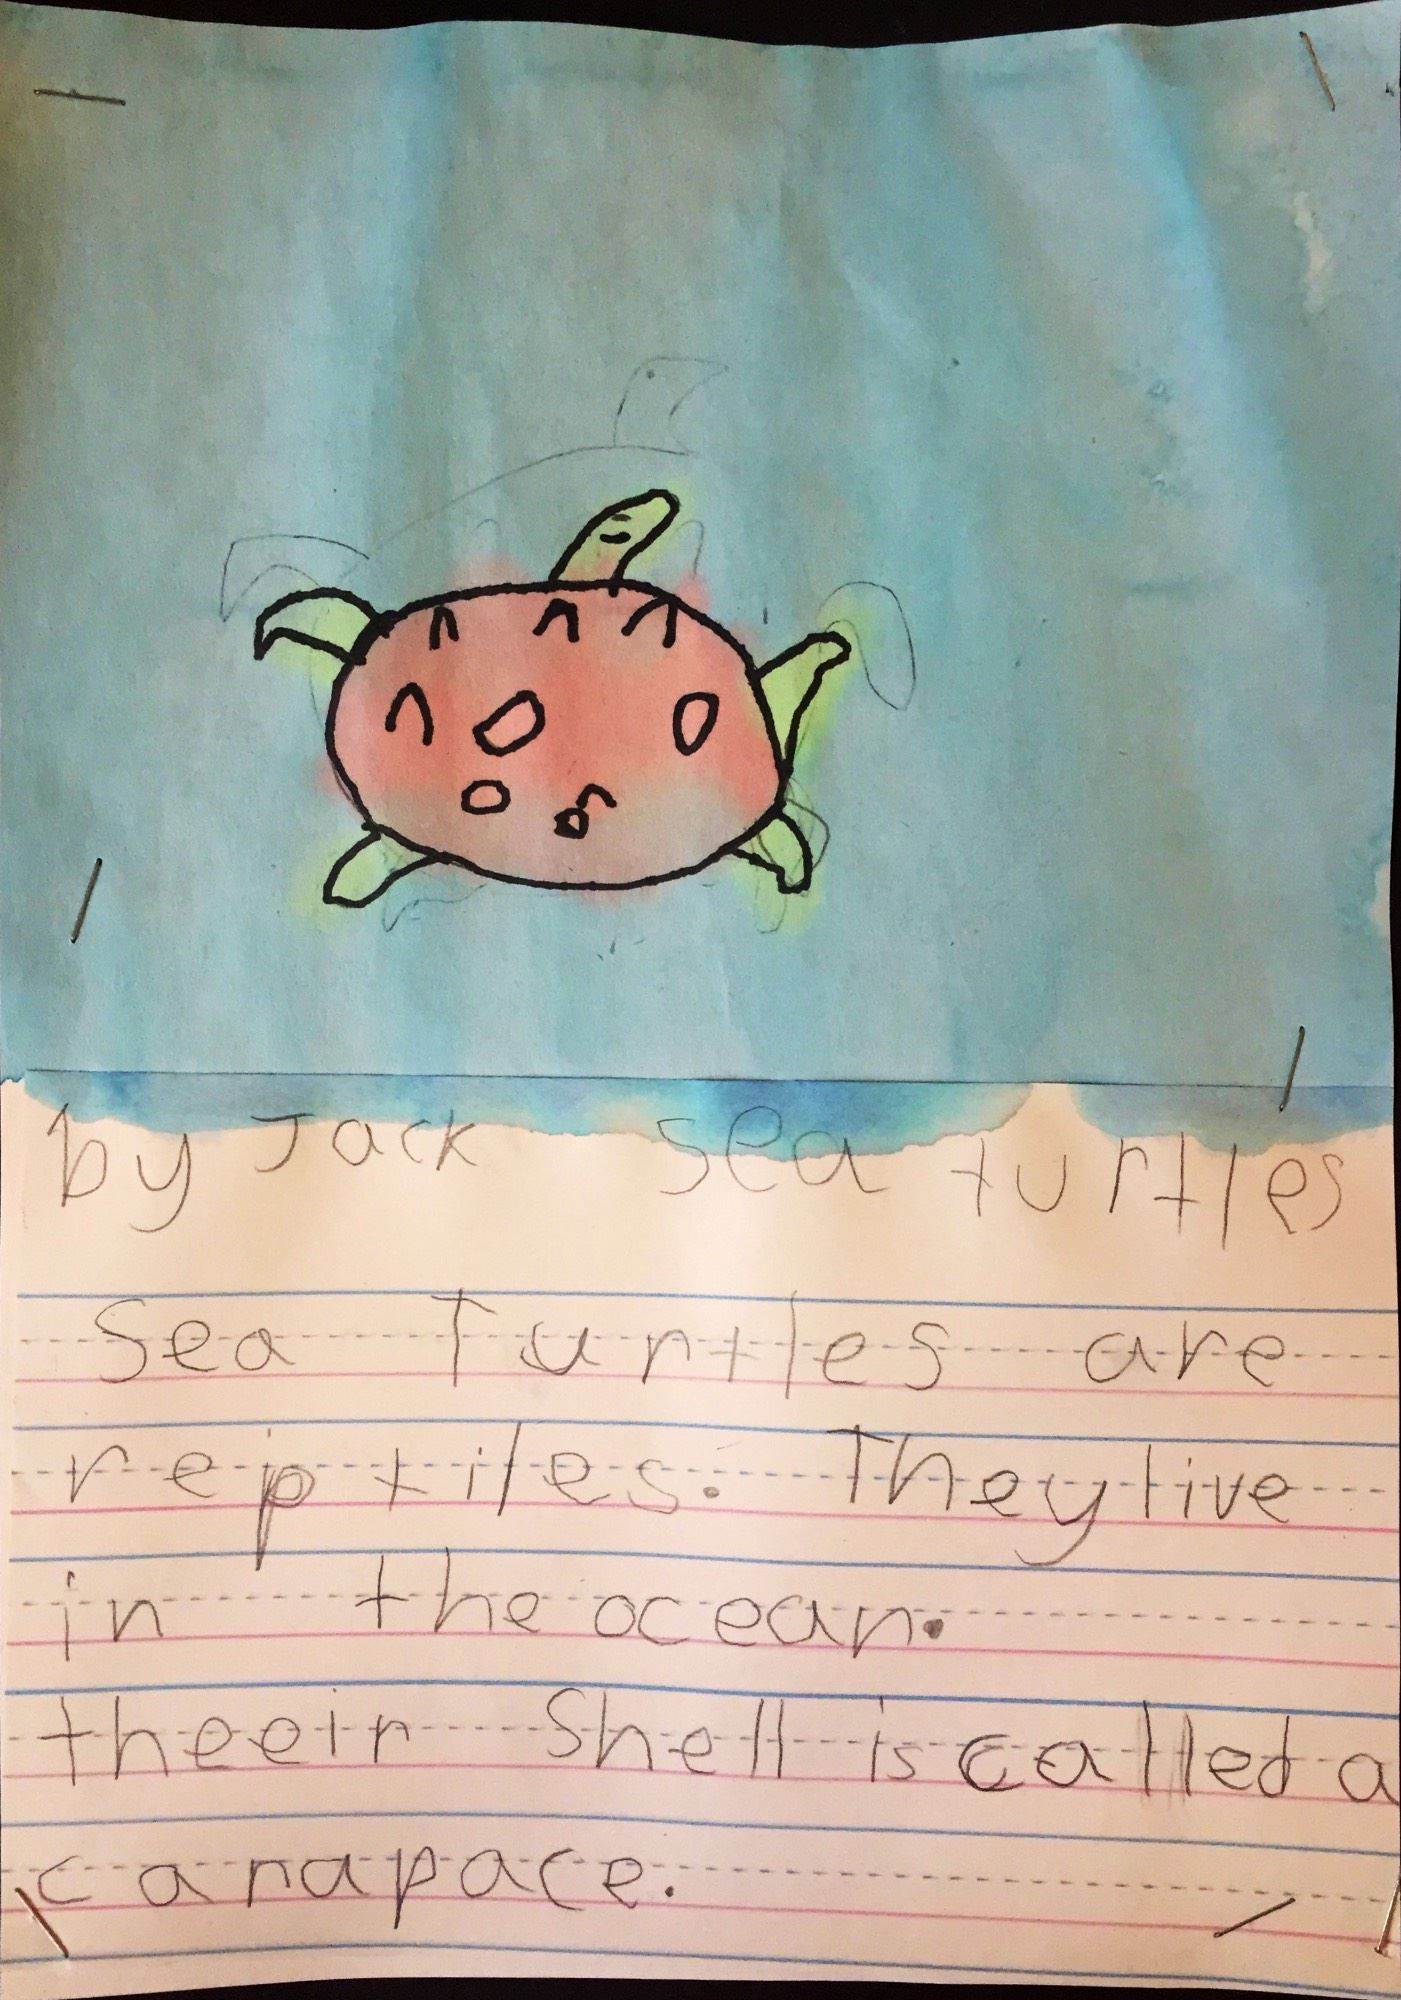 by Jack sea turtles
Sea Turtles are
reptiles. They live
in the ocean.
theeir Shell is called a
carapace.